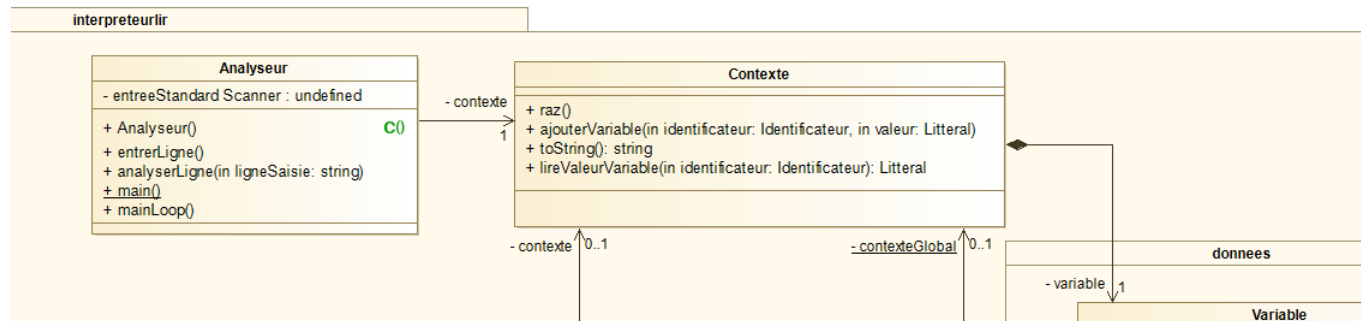 interpreteurlir
Analyseur
- entreeStandard Scanner : undefined
+ Analyseur()
C()
+ entrerLigne()
+ analyserLigne(in ligneSaisie: string)
+ main()
+ mainLoop()
- contexte
1
Contexte
+ raz()
+ ajouterVariable(in identificateur: Identificateur, in valeur: Litteral)
+ toString(): string
+ lireValeurVariable(in identificateur: Identificateur): Litteral
- contexte
0..1
- contexteGlobal
0..1
donnees
- variable
1
Variable